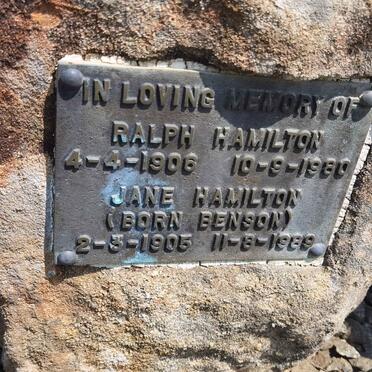 IN LOVING MEMORY OF
RALPH HAMILTON
4-4-1906 10-9-1980
JANE HAMILTON
(BORN BENSON)
2-3-1905 11-8-1989